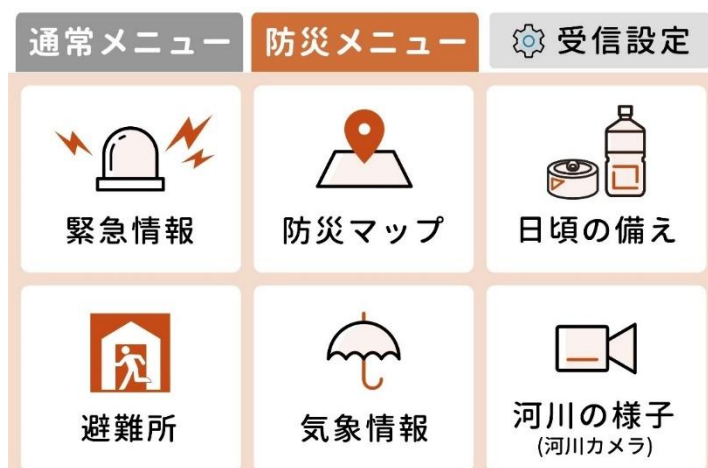 通常メニュー
防災メニュー
受信設定
緊急情報
防災マップ
日頃の備え
避難所
気象情報
河川の様子
(河川カメラ)